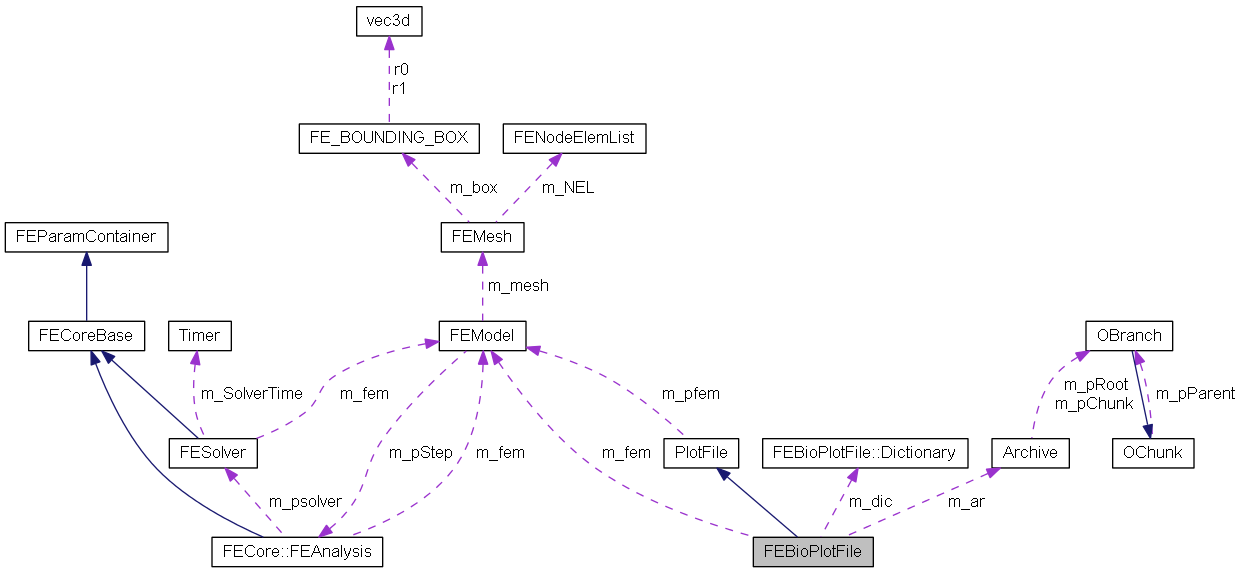 vec3d
r0
r1
FE_BOUNDING_BOX
FENodeElemList
m_box
m_NEL
FEParamContainer
FEMesh
m_mesh
FECoreBase
Timer
FEModel
OBranch
m_SolverTime
m_fem
m_pfem
m_pRoot
m_pChunk
m_pParent
FESolver
m_pStep
m_fem
m_fem
PlotFile
FEBioPlotFile::Dictionary
Archive
OChunk
m_psolver
m_dic
m_ar
FECore::FEAnalysis
FEBioPlotFile